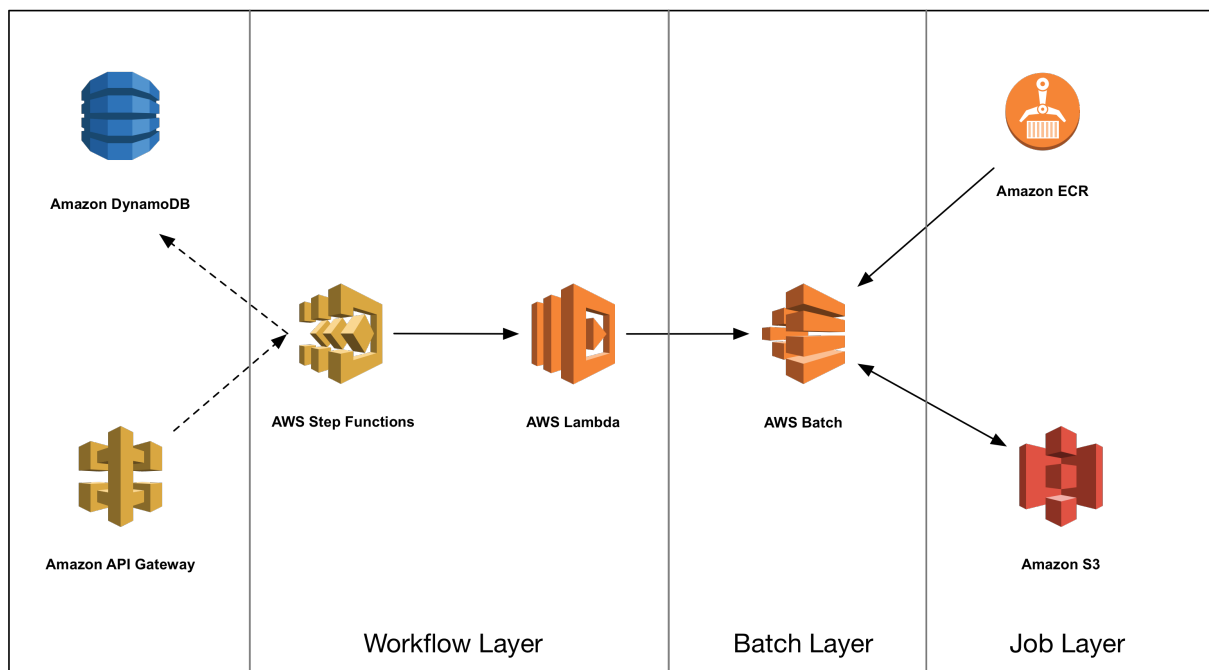 Amazon DynamoDB
Amazon ECR
AWS Step Functions
AWS Lambda
AWS Batch
Amazon API Gateway
Amazon S3
Workflow Layer
Batch Layer
Job Layer